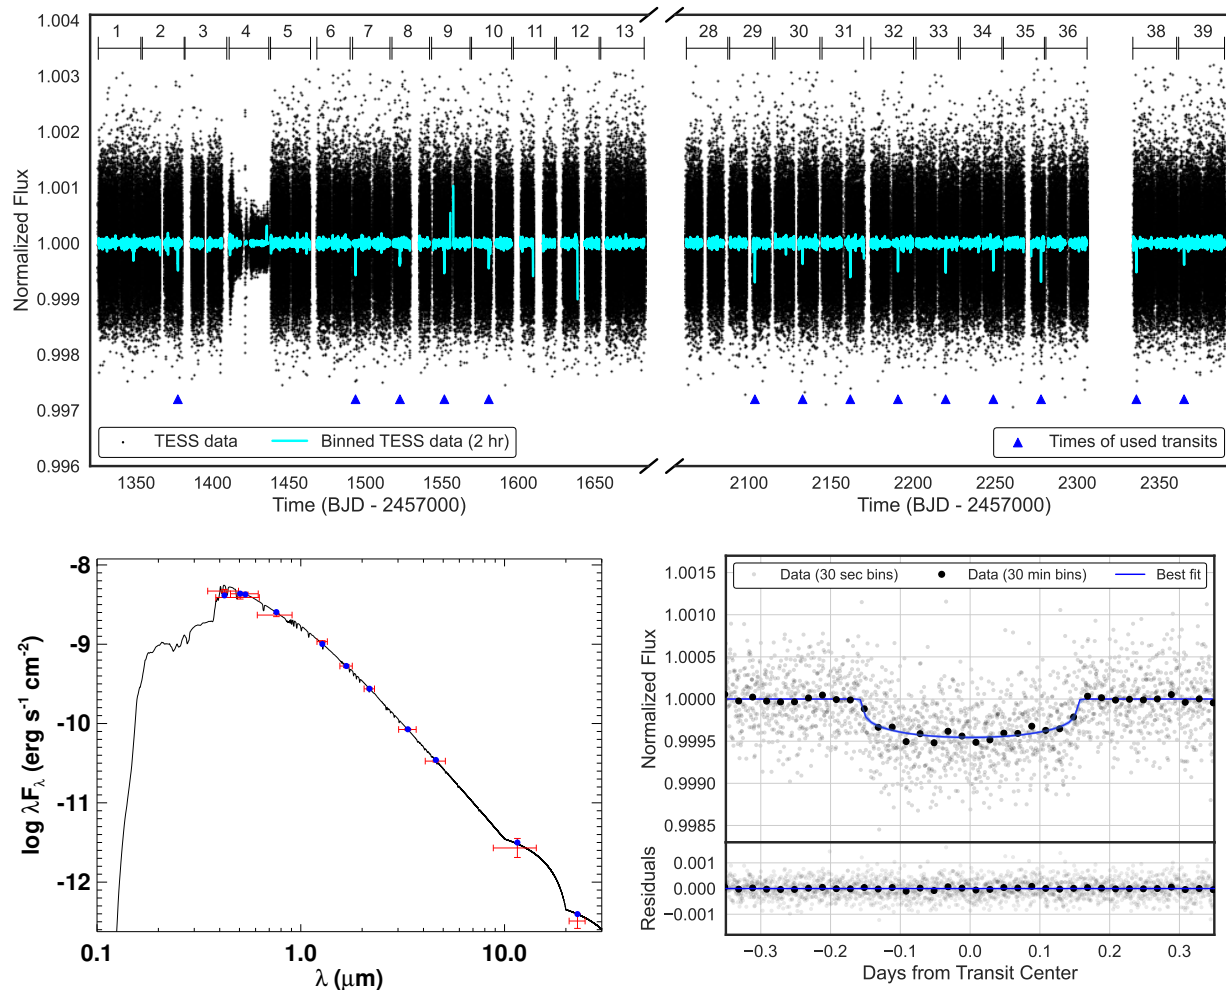 1 2 3 4 5 6 7 8 9 10 11 12 13 28 29 30 31 32 33 34 35 36 38 39
1.004
1.003
1.002
1.001
1.000
0.999
0.998
0.997
0.996
Normalized Flux
TESS data Binned TESS data (2 hr) Times of used transits
1350 1400 1450 1500 1550 1600 1650 2100 2150 2200 2250 2300 2350
Time (BJD - 2457000) Time (BJD - 2457000)
-8
-9
-10
-11
-12
log λFλ (erg s-1 cm-2)
0.1 1.0 10.0
λ (μm)
Data (30 sec bins) Data (30 min bins) Best fit
1.0015
1.0010
1.0005
1.0000
0.9995
0.9990
0.9985
Normalized Flux
0.001
0.000
−0.001
Residuals
−0.3 −0.2 −0.1 0.0 0.1 0.2 0.3
Days from Transit Center